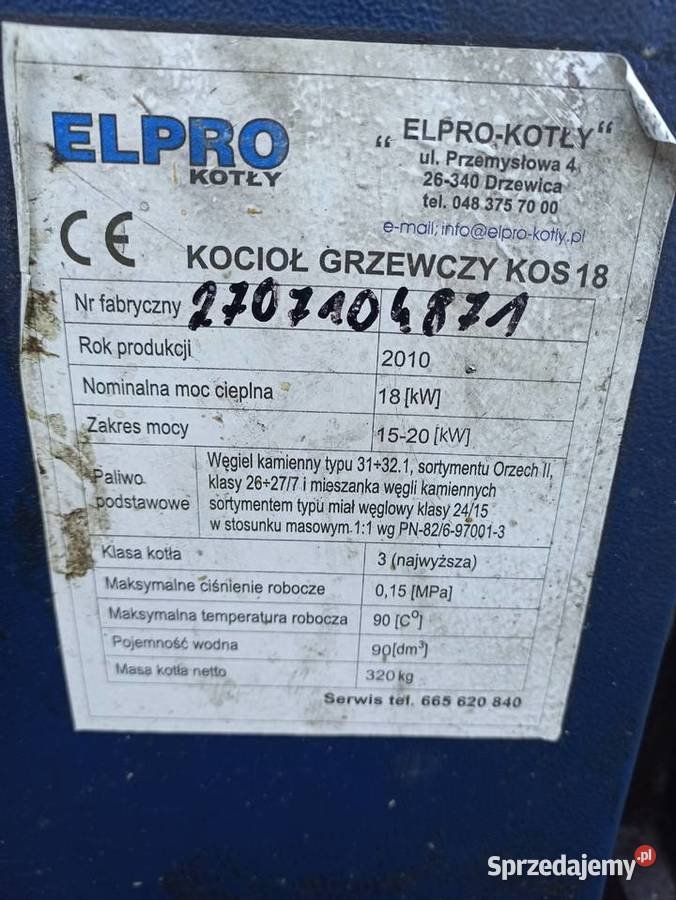 ELPRO
KOTŁY
“ ELPRO-KOTŁY“
ul. Przemysłowa 4
26-340 Drzewica
tel. 048 375 70 00
e-mail; info@elpro-kotly.pl
CE
KOCIOŁ GRZEWCZY KOS 18
Nr fabryczny 2707104871
Rok produkcji 2010
Nominalna moc cieplna 18 [kW]
Zakres mocy 15-20 [kW]
Paliwo podstawowe
Węgiel kamienny typu 31÷32.1, sortymentu Orzech II,
klasy 26÷27/7 i mieszanka węgli kamiennych
sortymentem typu miał węglowy klasy 24/15
w stosunku masowym 1:1 wg PN-82/6-97001-3
Klasa kotła 3 (najwyższa)
Maksymalne ciśnienie robocze 0,15 [MPa]
Maksymalna temperatura robocza 90 [C⁰]
Pojemność wodna 90[dm³]
Masa kotła netto 320 kg
Serwis tel. 665 620 840
Sprzedajemy.pl